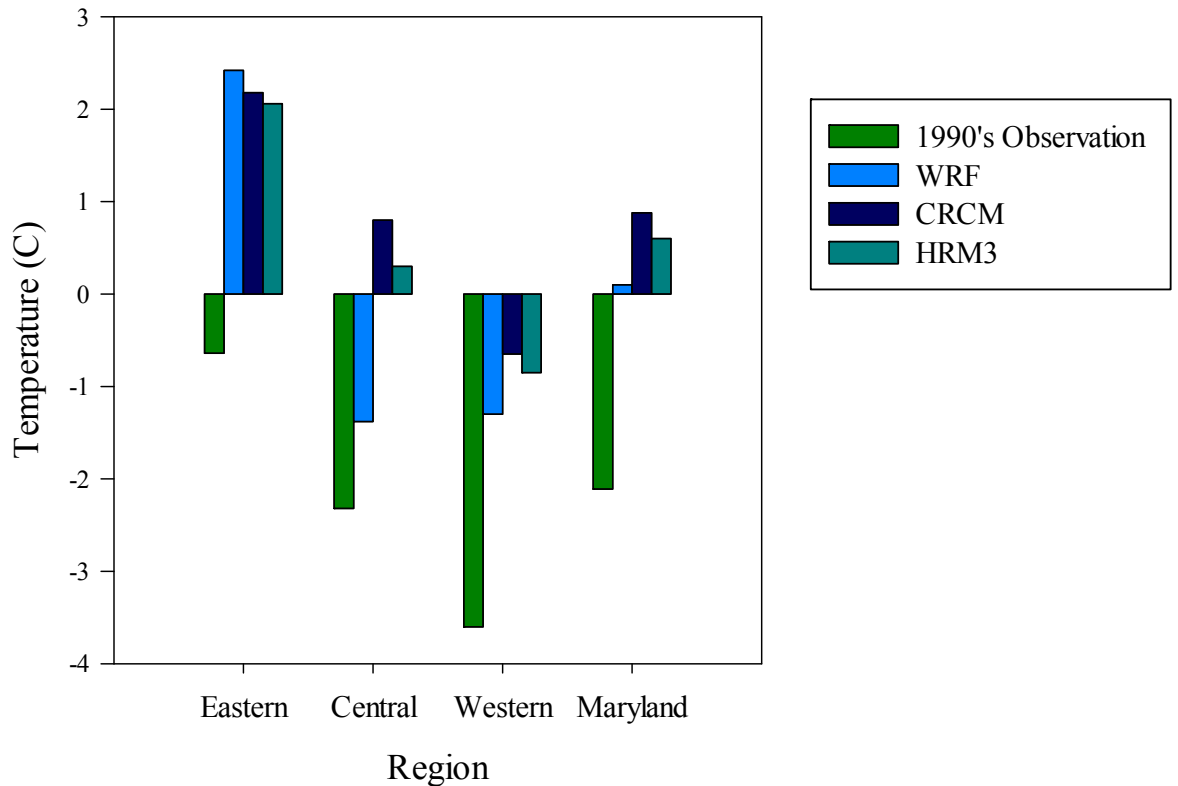 3
2
1
0
-1
-2
-3
-4
Temperature (C)
Eastern Central Western Maryland
Region
1990's Observation
WRF
CRCM
HRM3